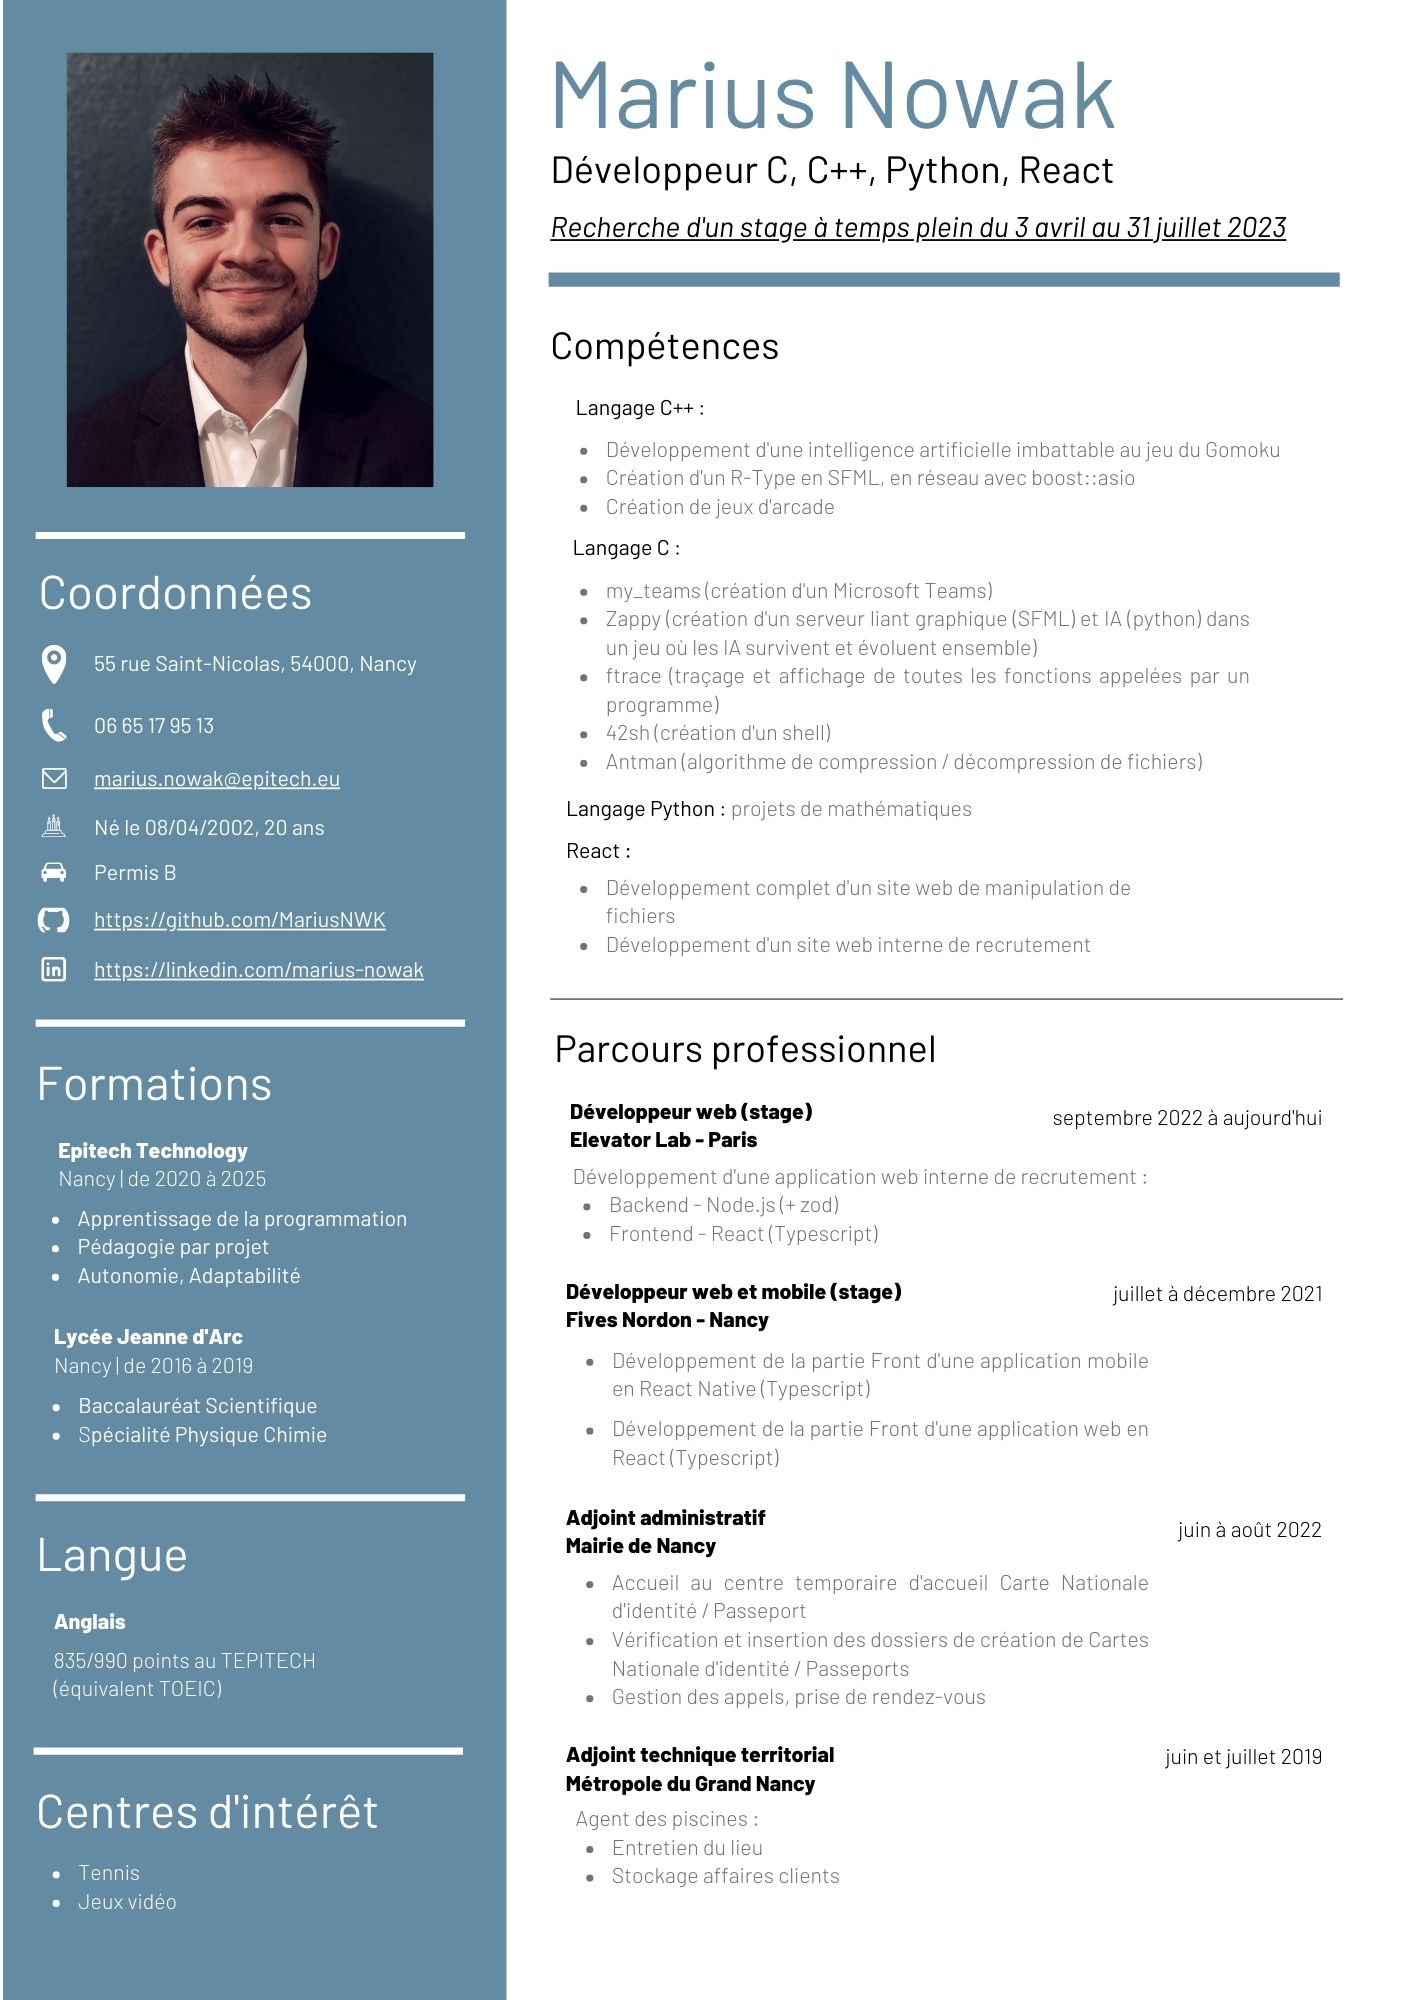 Marius Nowak
Développeur C, C++, Python, React
Recherche d'un stage à temps plein du 3 avril au 31 juillet 2023
Coordonnées
55 rue Saint-Nicolas, 54000, Nancy
06 65 17 95 13
marius.nowak@epitech.eu
Né le 08/04/2002, 20 ans
Permis B
https://github.com/MariusNWK
https://linkedin.com/marius-nowak
Formations
Epitech Technology
Nancy | de 2020 à 2025
• Apprentissage de la programmation
• Pédagogie par projet
• Autonomie, Adaptabilité
Lycée Jeanne d'Arc
Nancy | de 2016 à 2019
• Baccalauréat Scientifique
• Spécialité Physique Chimie
Langue
Anglais
835/990 points au TEPITECH
(équivalent TOEIC)
Centres d'intérêt
• Tennis
• Jeux vidéo
Compétences
Langage C++ :
• Développement d'une intelligence artificielle imbattable au jeu du Gomoku
• Création d'un R-Type en SFML, en réseau avec boost::asio
• Création de jeux d'arcade
Langage C :
• my_teams (création d'un Microsoft Teams)
• Zappy (création d'un serveur liant graphique (SFML) et IA (python) dans
un jeu où les IA survivent et évoluent ensemble)
• ftrace (traçage et affichage de toutes les fonctions appelées par un
programme)
• 42sh (création d'un shell)
• Antman (algorithme de compression / décompression de fichiers)
Langage Python : projets de mathématiques
React :
• Développement complet d'un site web de manipulation de
fichiers
• Développement d'un site web interne de recrutement
Parcours professionnel
Développeur web (stage)
septembre 2022 à aujourd'hui
Elevator Lab - Paris
Développement d'une application web interne de recrutement :
• Backend - Node.js (+ zod)
• Frontend - React (Typescript)
Développeur web et mobile (stage)
juillet à décembre 2021
Fives Nordon - Nancy
• Développement de la partie Front d'une application mobile
en React Native (Typescript)
• Développement de la partie Front d'une application web en
React (Typescript)
Adjoint administratif
juin à août 2022
Mairie de Nancy
• Accueil au centre temporaire d'accueil Carte Nationale
d'identité / Passeport
• Vérification et insertion des dossiers de création de Cartes
Nationale d'identité / Passeports
• Gestion des appels, prise de rendez-vous
Adjoint technique territorial
juin et juillet 2019
Métropole du Grand Nancy
Agent des piscines :
• Entretien du lieu
• Stockage affaires clients